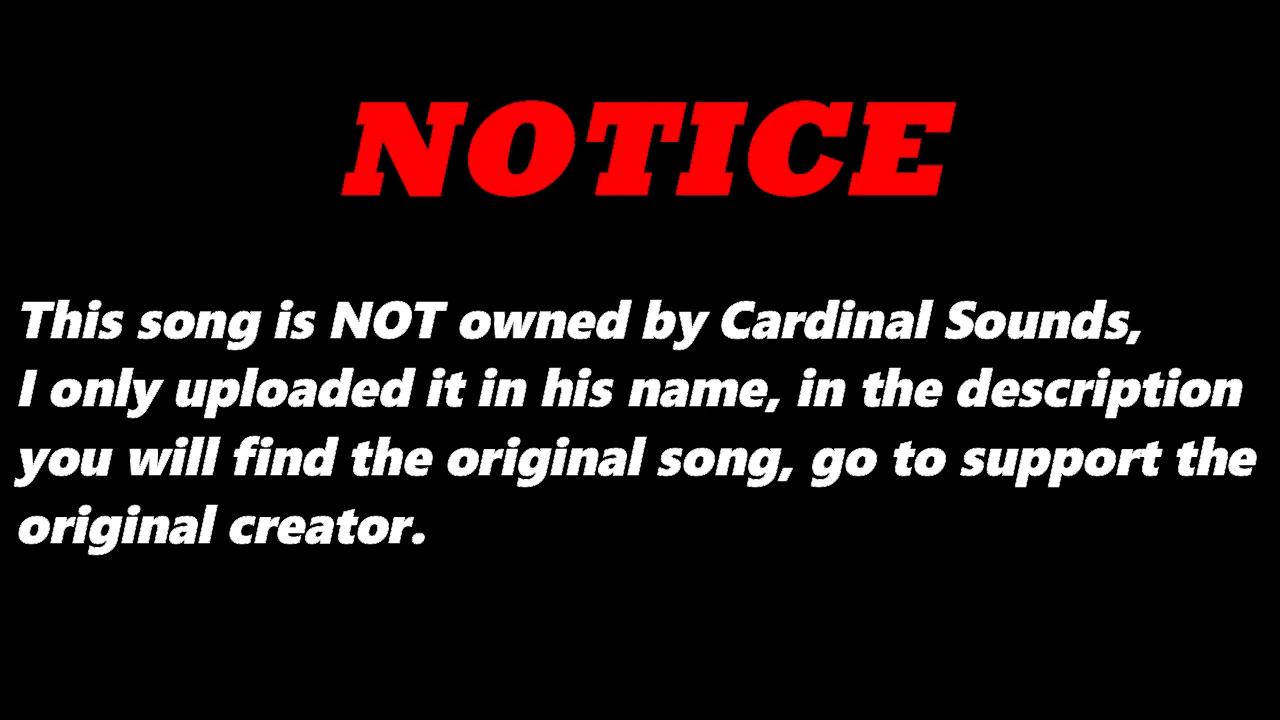 NOTICE
This song is NOT owned by Cardinal Sounds,
I only uploaded it in his name, in the description
you will find the original song, go to support the
original creator.